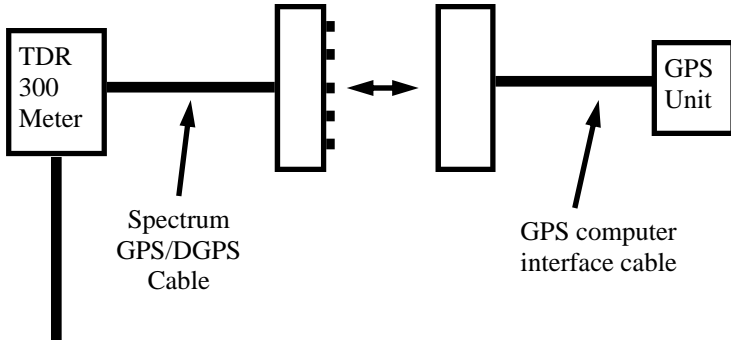 TDR
300
Meter
GPS
Unit
Spectrum
GPS/DGPS
Cable
GPS computer
interface cable